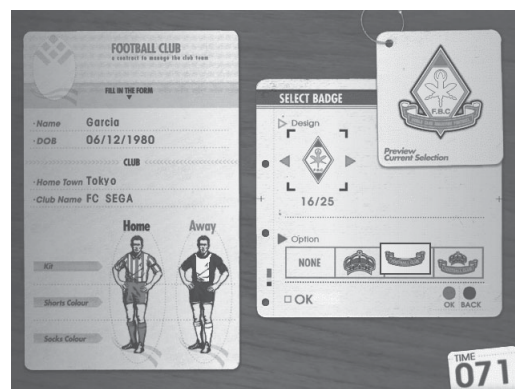 FOOTBALL CLUB
a contract to manage the club team
FILL IN THE FORM
Name Garcia
DOB 06/12/1980
CLUB
Home Town Tokyo
Club Name FC SEGA
Home Away
Kit
Shorts Colour
Socks Colour
SELECT BADGE
Design
16/25
Option
NONE
OK
OK BACK
F.B.C
Preview
Current Selection
TIME
071